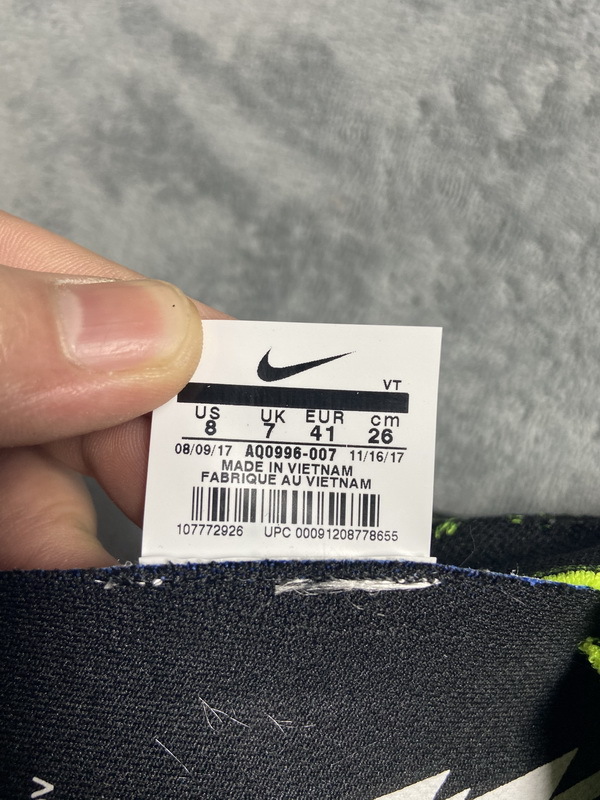 VT
US UK EUR cm
8 7 41 26
08/09/17 AQ0996-007 11/16/17
MADE IN VIETNAM
FABRIQUE AU VIETNAM
107772926 UPC 00091208778655